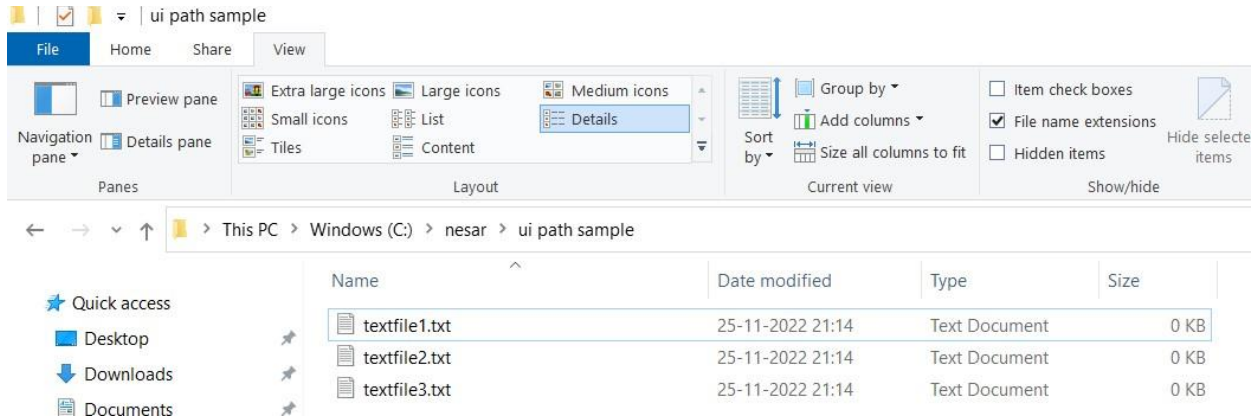 ui path sample
File Home Share View
Preview pane Extra large icons Large icons Medium icons Group by Item check boxes
Navigation pane Details pane Small icons List Details Sort by Add columns File name extensions
Tiles Content Size all columns to fit Hidden items Hide selecte items
Panes Layout Current view Show/hide
This PC > Windows (C:) > nesar > ui path sample
Name Date modified Type Size
Quick access
textfile1.txt 25-11-2022 21:14 Text Document 0 KB
Desktop
textfile2.txt 25-11-2022 21:14 Text Document 0 KB
Downloads
textfile3.txt 25-11-2022 21:14 Text Document 0 KB
Documents